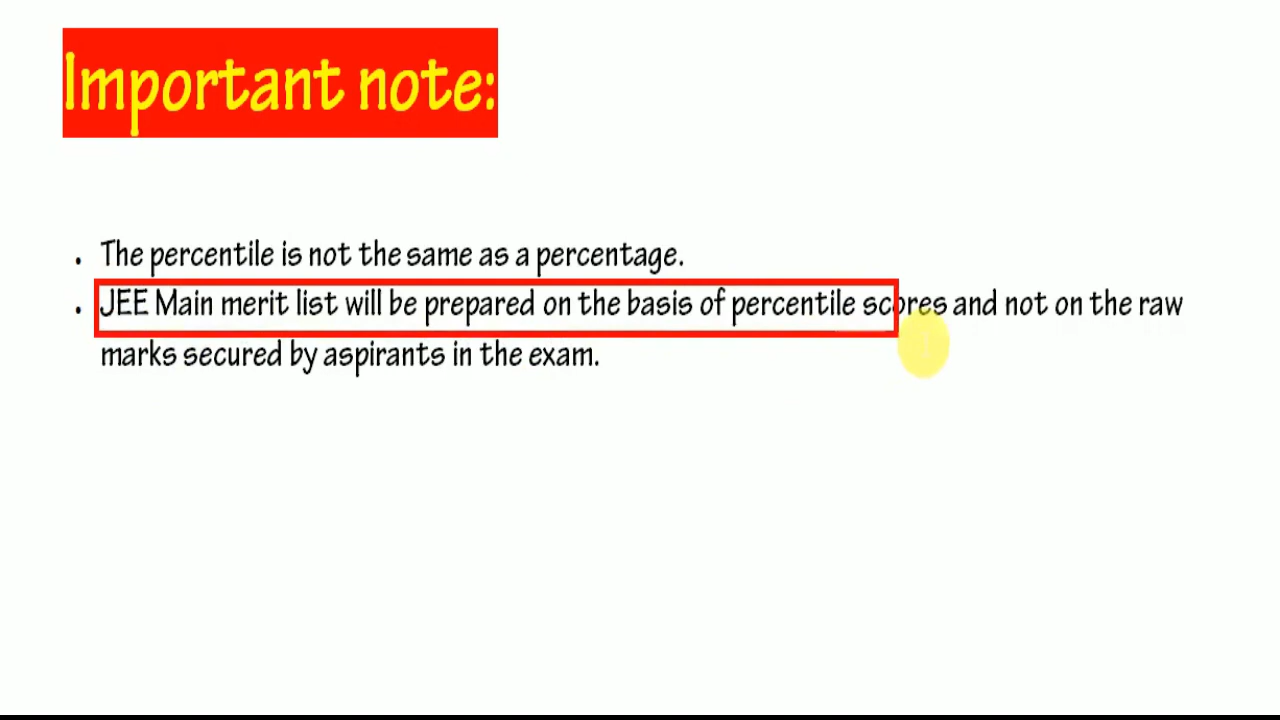 Important note:
• The percentile is not the same as a percentage.
• JEE Main merit list will be prepared on the basis of percentile scores and not on the raw
marks secured by aspirants in the exam.